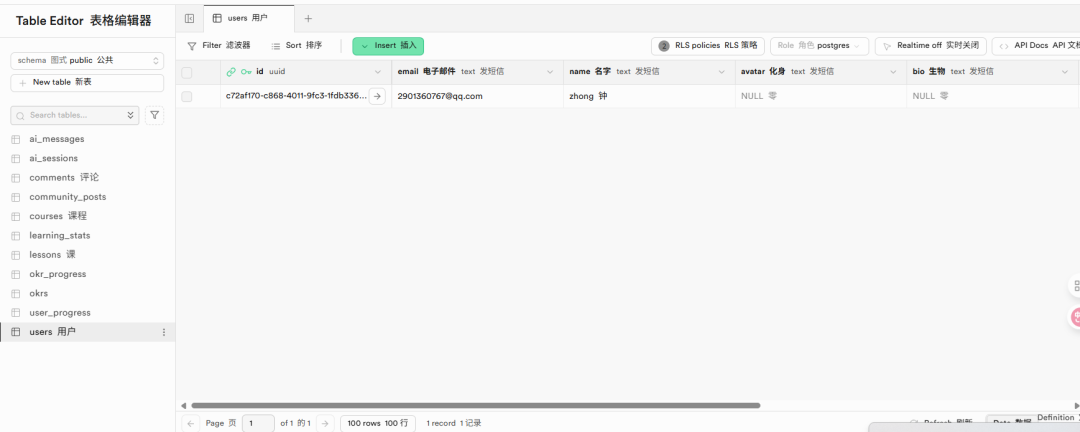 Table Editor 表格编辑器
users 用户
schema 图式 public 公共
New table 新表
Search tables...
ai_messages
ai_sessions
comments 评论
community_posts
courses 课程
learning_stats
lessons 课
okr_progress
okrs
user_progress
users 用户
Filter 滤波器
Sort 排序
Insert 插入
2 RLS policies RLS 策略
Role 角色 postgres
Realtime off 实时关闭
API Docs API 文档
id uuid
email 电子邮件 text 发短信
name 名字 text 发短信
avatar 化身 text 发短信
bio 生物 text 发短信
c72af170-c868-4011-9fc3-1fdb336...
2901360767@qq.com
zhong 钟
NULL 零
NULL 零
Page 页
1
of 1 的 1
100 rows 100 行
1 record 1 记录
Refresh 刷新
Data 数据
Definition